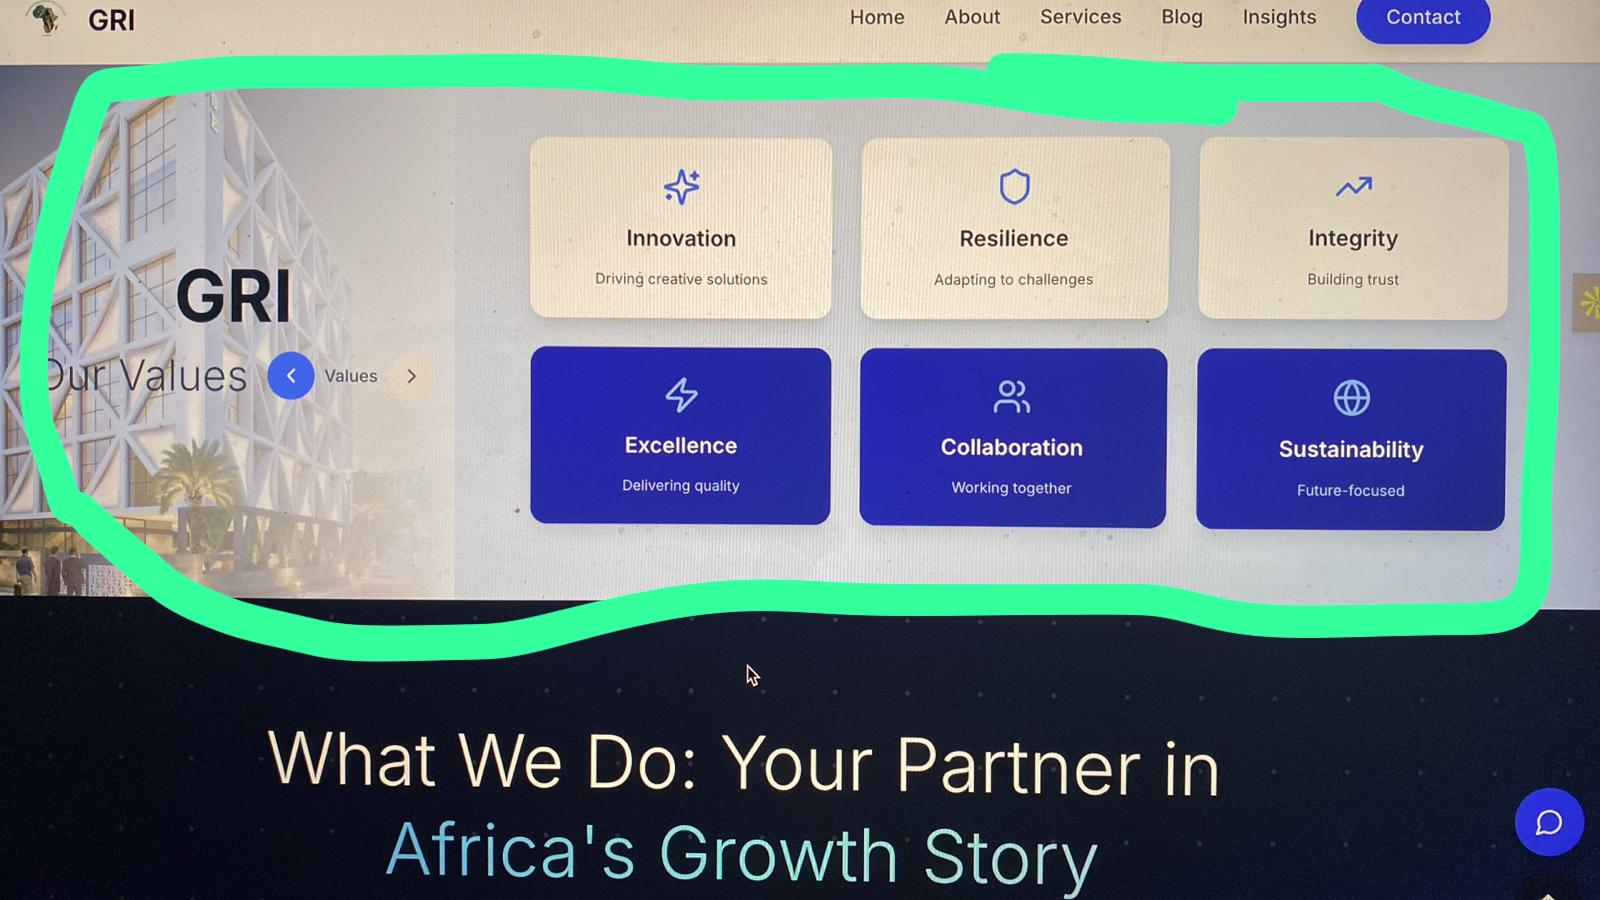 GRI
Home About Services Blog Insights Contact
GRI
Our Values
Values
Innovation
Driving creative solutions
Resilience
Adapting to challenges
Integrity
Building trust
Excellence
Delivering quality
Collaboration
Working together
Sustainability
Future-focused
What We Do: Your Partner in
Africa's Growth Story